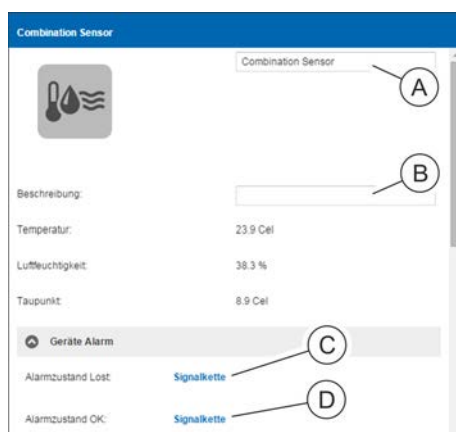 Combination Sensor
Combination Sensor
A
B
Beschreibung:
Temperatur: 23.9 Cel
Luftfeuchtigkeit: 38.3 %
Taupunkt: 8.9 Cel
Geräte Alarm
C
Alarmzustand Lost: Signalkette
D
Alarmzustand OK: Signalkette